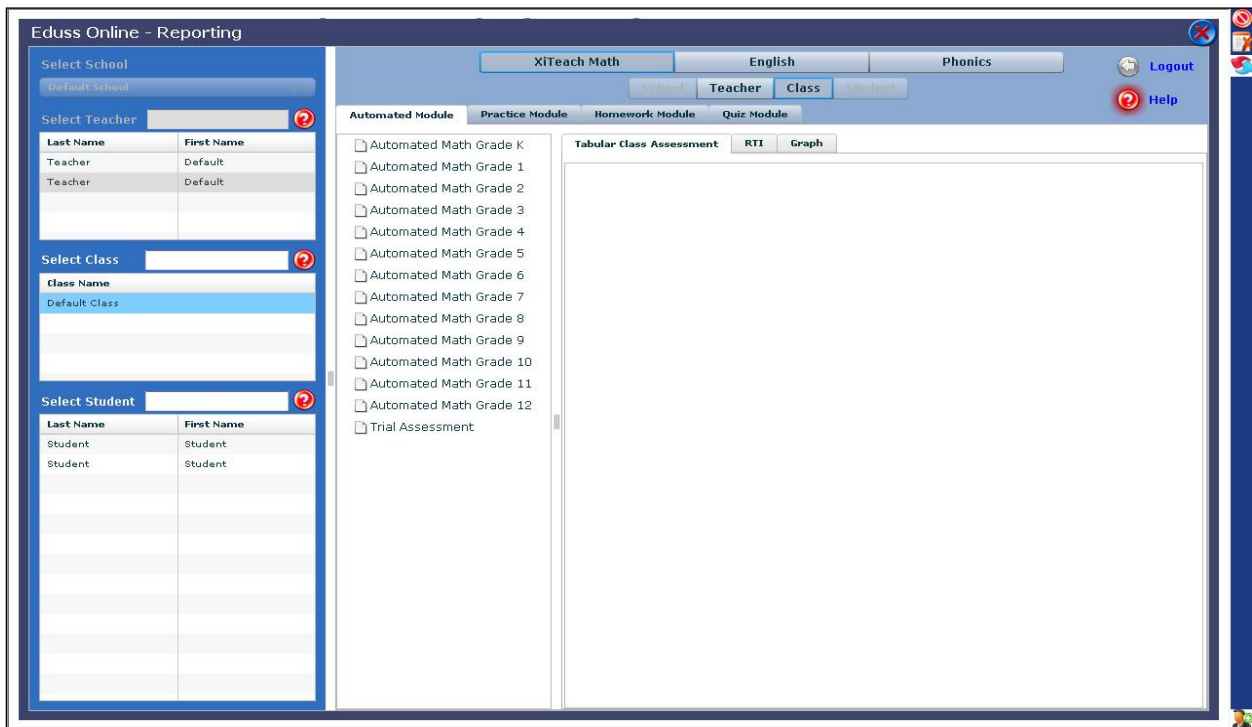 Eduss Online - Reporting
Select School
Default School
Select Teacher
Last Name First Name
Teacher Default
Teacher Default
Select Class
Class Name
Default Class
Select Student
Last Name First Name
Student Student
Student Student
XiTeach Math English Phonics
School Teacher Class Student
Logout
Help
Automated Module Practice Module Homework Module Quiz Module
Automated Math Grade K
Automated Math Grade 1
Automated Math Grade 2
Automated Math Grade 3
Automated Math Grade 4
Automated Math Grade 5
Automated Math Grade 6
Automated Math Grade 7
Automated Math Grade 8
Automated Math Grade 9
Automated Math Grade 10
Automated Math Grade 11
Automated Math Grade 12
Trial Assessment
Tabular Class Assessment RTI Graph